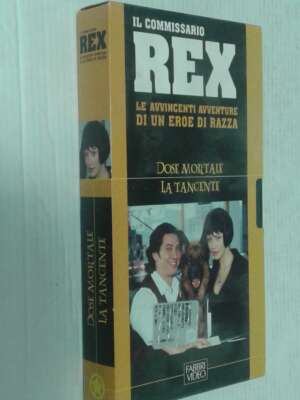 IL COMMISSARIO
REX
LE AVVINCENTI AVVENTURE
DI UN EROE DI RAZZA
DOSE MORTALE
LA TANGENTE
FABBRI
VIDEO
REX
DOSE MORTALE
LA TANGENTE